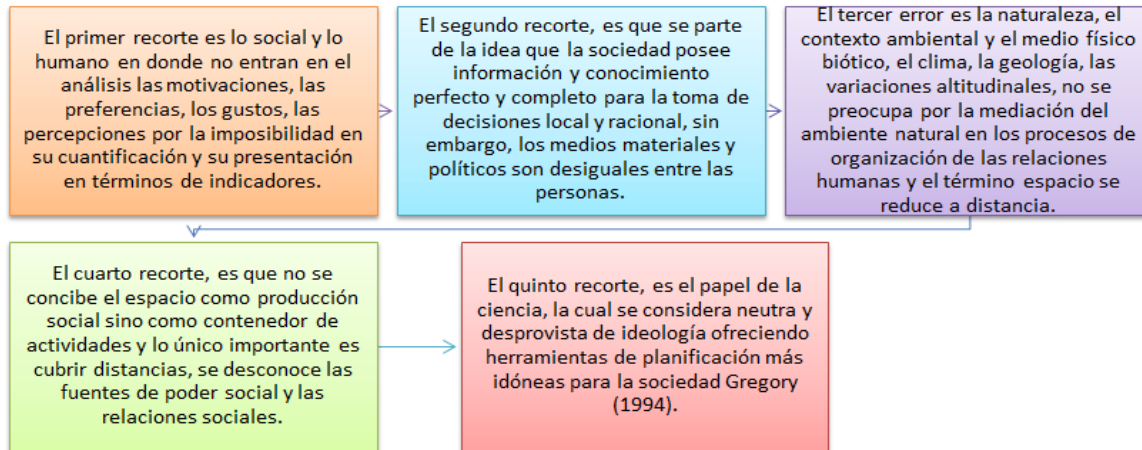 El primer recorte es lo social y lo
humano en donde no entran en el
análisis las motivaciones, las
preferencias, los gustos, las
percepciones por la imposibilidad en
su cuantificación y su presentación
en términos de indicadores.
El segundo recorte, es que se parte
de la idea que la sociedad posee
información y conocimiento
perfecto y completo para la toma de
decisiones local y racional, sin
embargo, los medios materiales y
políticos son desiguales entre las
personas.
El tercer error es la naturaleza, el
contexto ambiental y el medio físico
biótico, el clima, la geología, las
variaciones altitudinales, no se
preocupa por la mediación del
ambiente natural en los procesos de
organización de las relaciones
humanas y el término espacio se
reduce a distancia.
El cuarto recorte, es que no se
concibe el espacio como producción
social sino como contenedor de
actividades y lo único importante es
cubrir distancias, se desconoce las
fuentes de poder social y las
relaciones sociales.
El quinto recorte, es el papel de la
ciencia, la cual se considera neutra y
desprovista de ideología ofreciendo
herramientas de planificación más
idóneas para la sociedad Gregory
(1994).